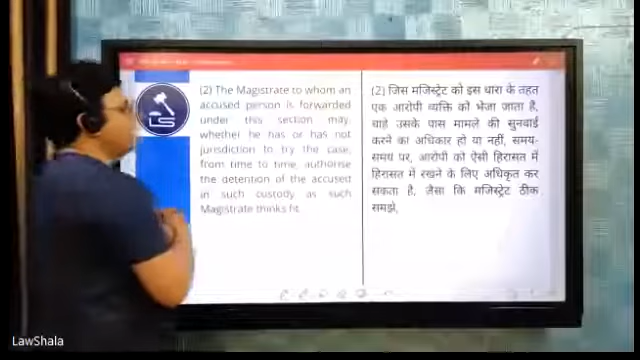 LS
(2) The Magistrate to whom an
accused person is forwarded
under this section may,
whether he has or has not
jurisdiction to try the case,
from time to time, authorise
the detention of the accused
in such custody as such
Magistrate thinks fit
(2) जिस मजिस्ट्रेट को इस धारा के तहत
एक आरोपी व्यक्ति को भेजा जाता है,
चाहे उसके पास मामले की सुनवाई
करने का अधिकार हो या नहीं, समय-
समय पर, आरोपी को ऐसी हिरासत में
हिरासत में रखने के लिए अधिकृत कर
सकता है, जैसा कि मजिस्ट्रेट ठीक
समझे,
LawShala